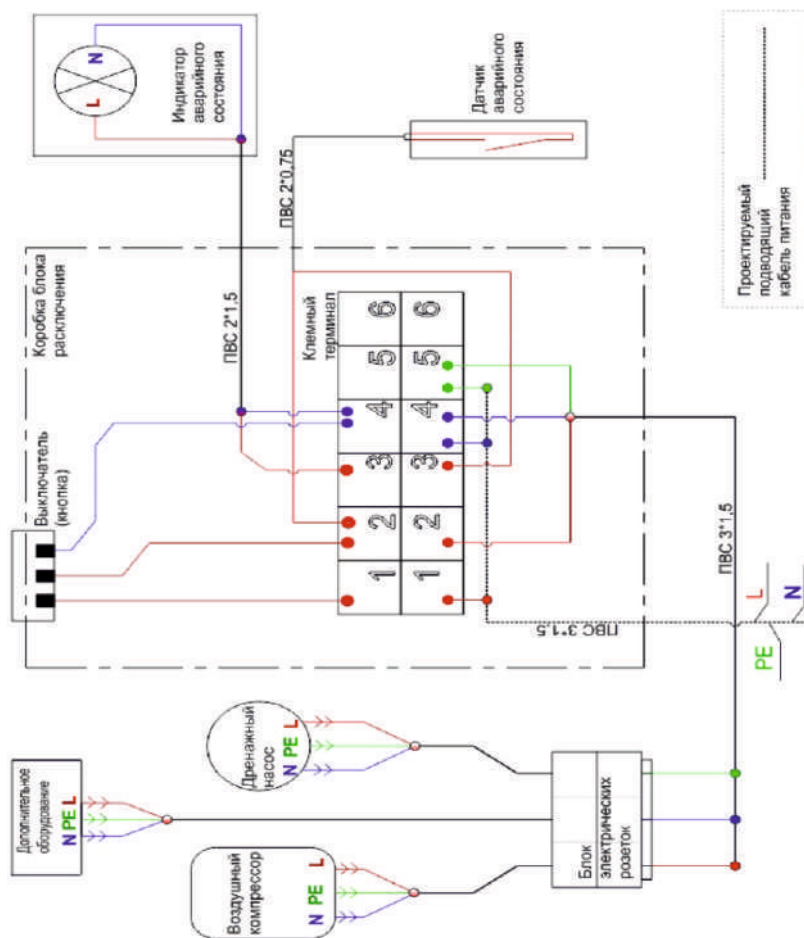 Индикатор
аварийного
состояния
L
N
Датчик
аварийного
состояния
ПВС 2*0,75
ПВС 2*1,5
Проектируемый
подводящий
кабель питания
Коробка блока
расключения
Выключатель
(кнопка)
Клемный
терминал
1 2 3 4 5 6
1 2 3 4 5 6
ПВС 3*1,5
ПВС 3*1,5
PE
L
N
Дополнительное
оборудование
N PE L
Дренажный
насос
N PE L
Воздушный
компрессор
N PE L
Блок
электрических
розеток